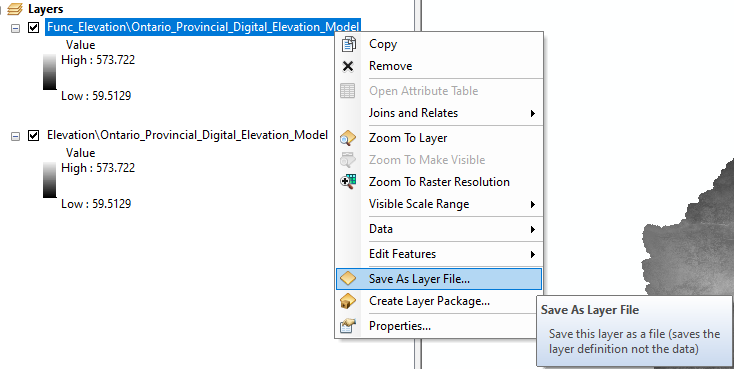 Layers
Func_Elevation\Ontario_Provincial_Digital_Elevation_Model
Value
High : 573.722
Low : 59.5129
Elevation\Ontario_Provincial_Digital_Elevation_Model
Value
High : 573.722
Low : 59.5129
Copy
Remove
Open Attribute Table
Joins and Relates
Zoom To Layer
Zoom To Make Visible
Zoom To Raster Resolution
Visible Scale Range
Data
Edit Features
Save As Layer File...
Create Layer Package...
Properties...
Save As Layer File
Save this layer as a file (saves the
layer definition not the data)